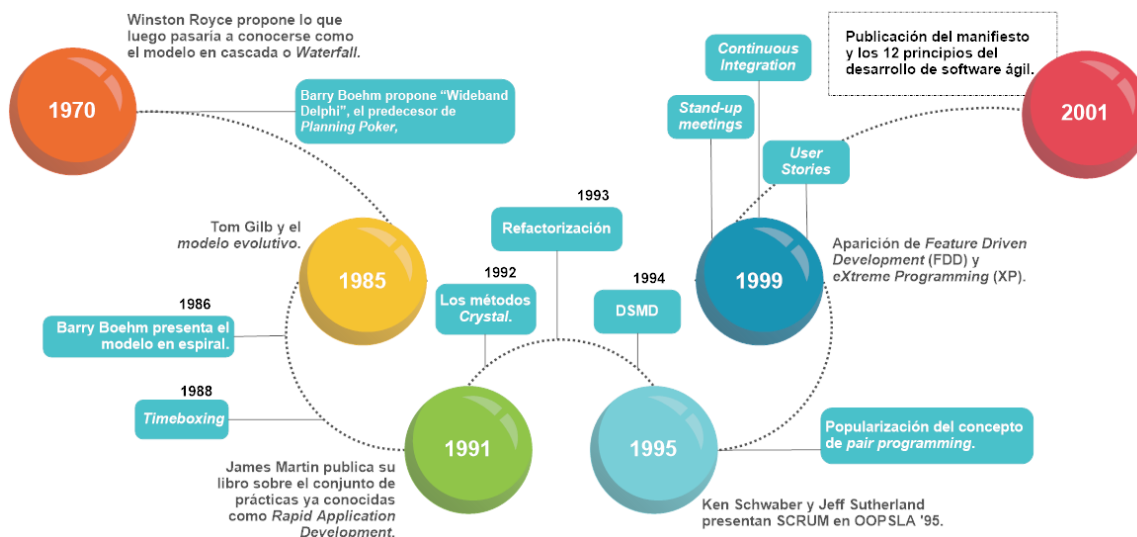 Winston Royce propone lo que
luego pasaría a conocerse como
el modelo en cascada o Waterfall.
1970
Barry Boehm propone “Wideband
Delphi”, el predecesor de
Planning Poker,
Tom Gilb y el
modelo evolutivo.
1985
1986
Barry Boehm presenta el
modelo en espiral.
1988
Timeboxing
1991
James Martin publica su
libro sobre el conjunto de
prácticas ya conocidas
como Rapid Application
Development.
1992
Los métodos
Crystal.
1993
Refactorización
1994
DSMD
1995
Ken Schwaber y Jeff Sutherland
presentan SCRUM en OOPSLA '95.
Popularización del concepto
de pair programming.
1999
Aparición de Feature Driven
Development (FDD) y
eXtreme Programming (XP).
Stand-up
meetings
Continuous
Integration
User
Stories
Publicación del manifiesto
y los 12 principios del
desarrollo de software ágil.
2001